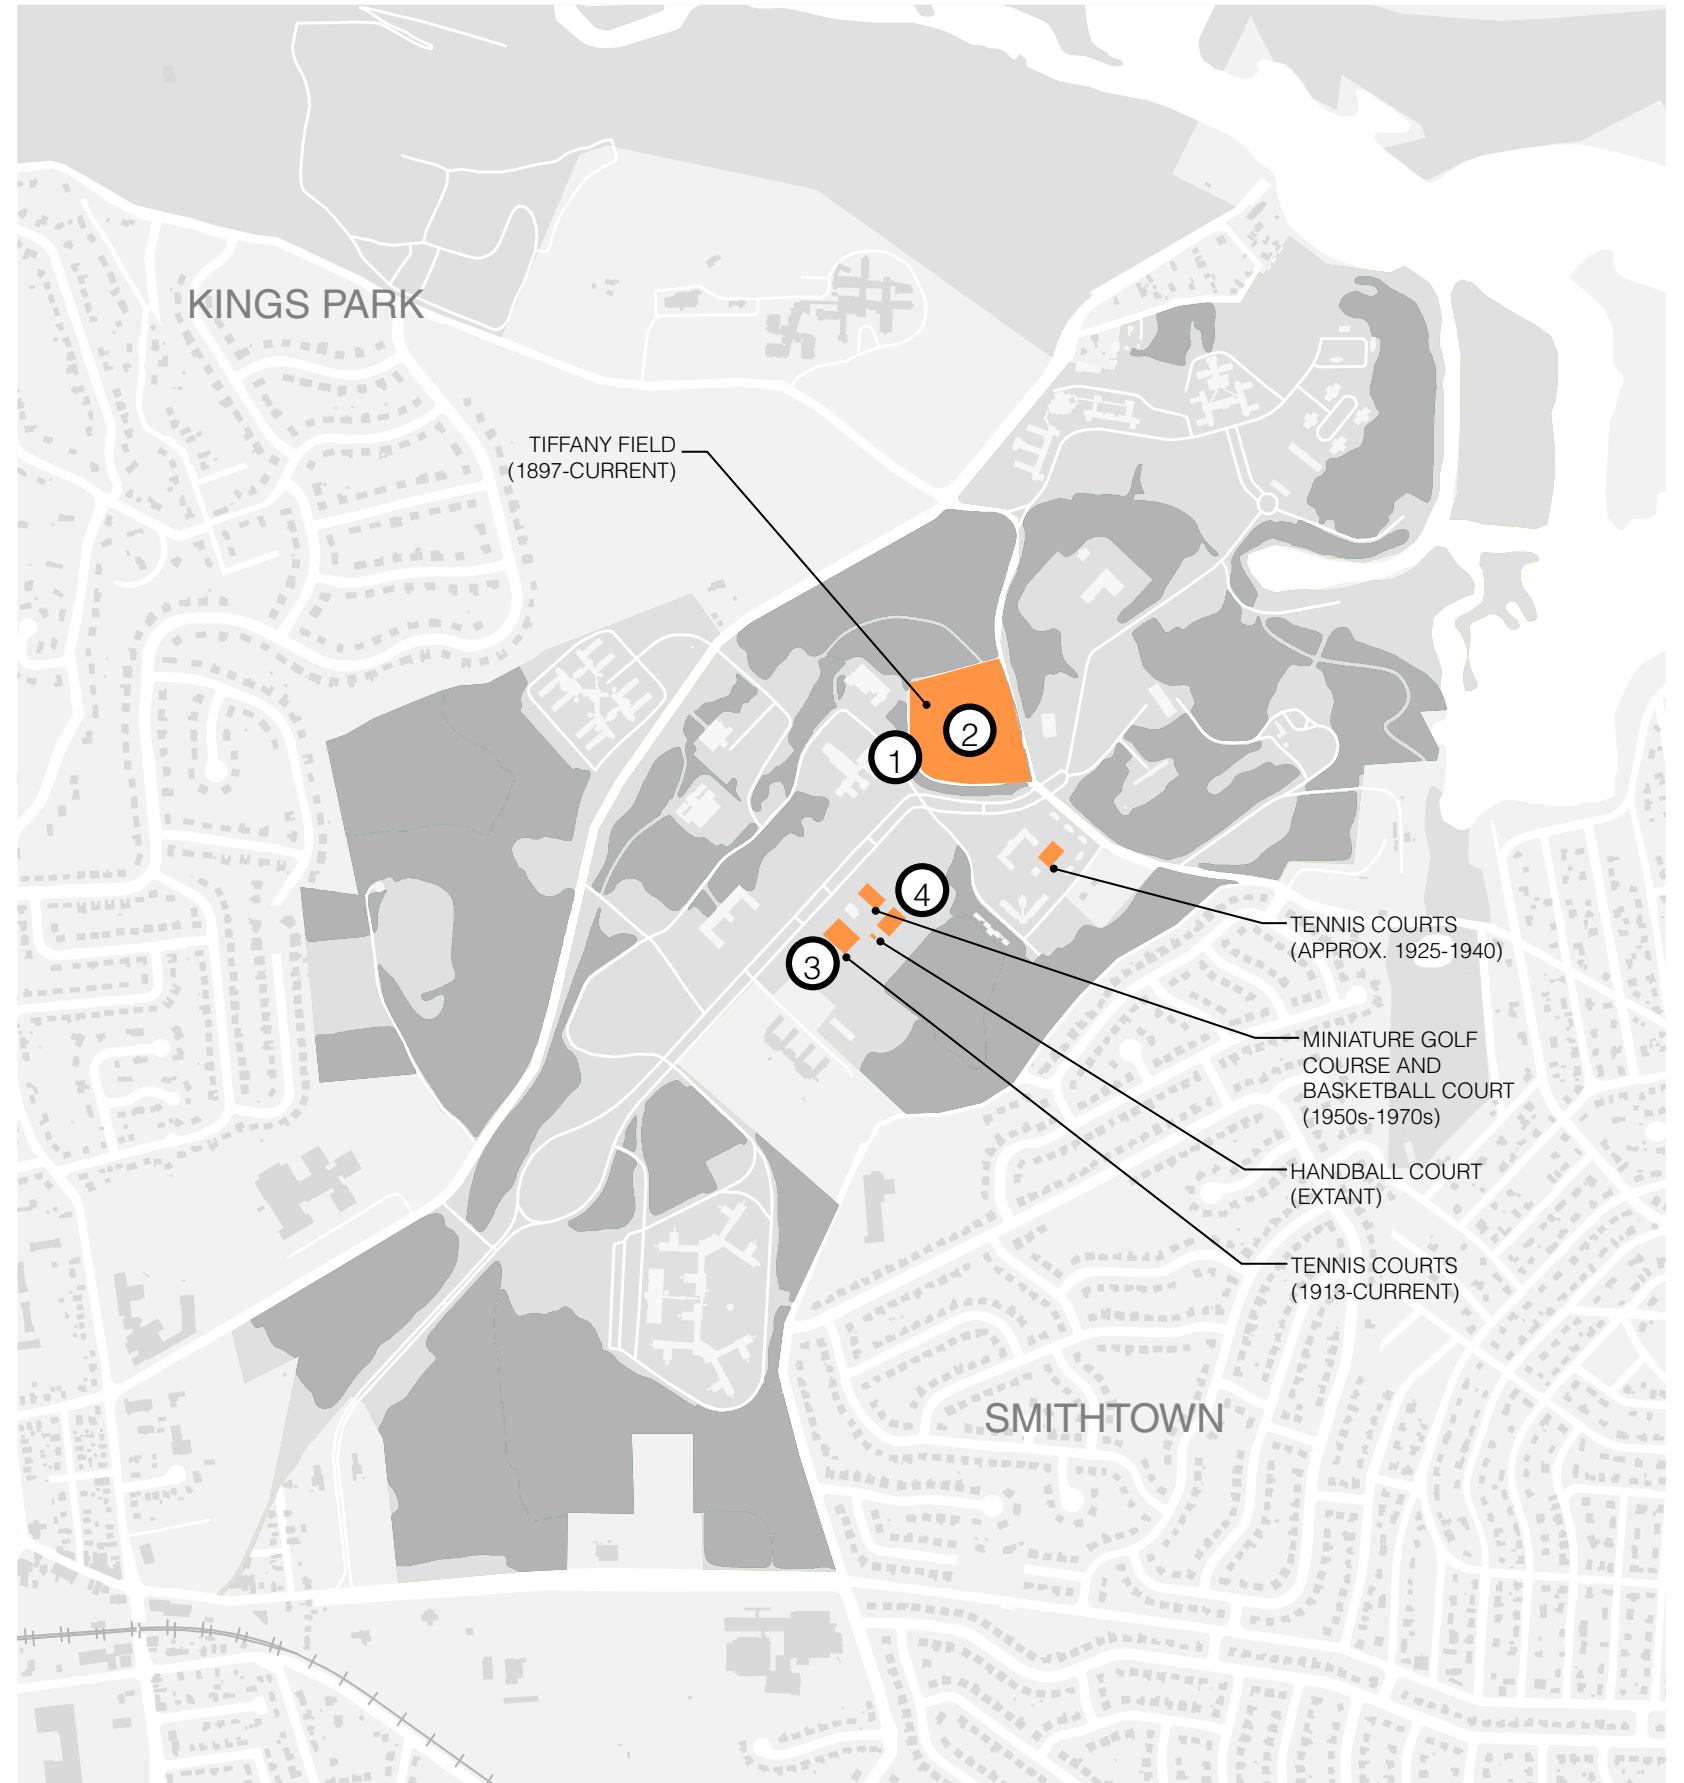 KINGS PARK
TIFFANY FIELD
(1897-CURRENT)
2
1
4
3
TENNIS COURTS
(APPROX. 1925-1940)
MINIATURE GOLF
COURSE AND
BASKETBALL COURT
(1950s-1970s)
HANDBALL COURT
(EXTANT)
TENNIS COURTS
(1913-CURRENT)
SMITHTOWN